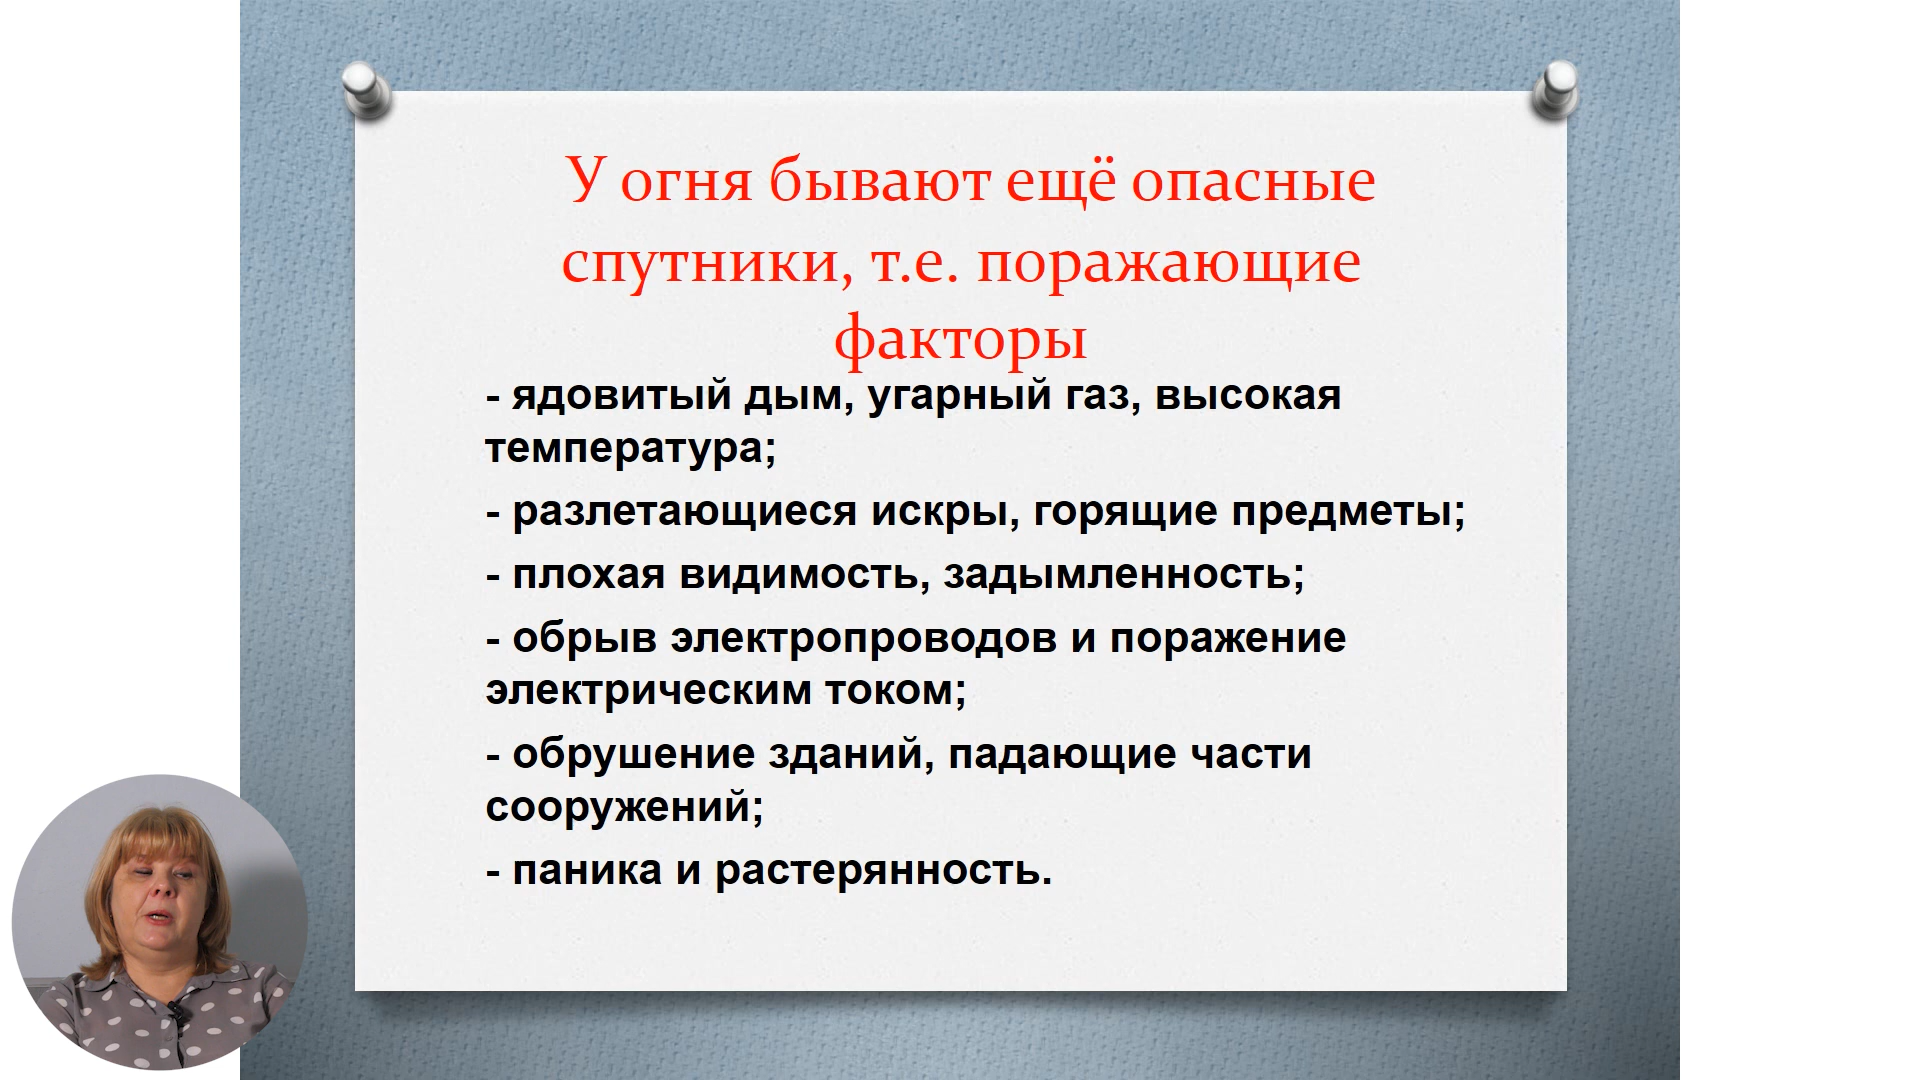 У огня бывают ещё опасные
спутники, т.е. поражающие
факторы
- ядовитый дым, угарный газ, высокая
температура;
- разлетающиеся искры, горящие предметы;
- плохая видимость, задымленность;
- обрыв электропроводов и поражение
электрическим током;
- обрушение зданий, падающие части
сооружений;
- паника и растерянность.